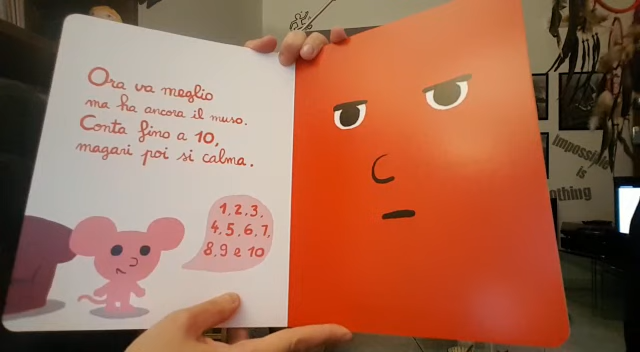 Ora va meglio
ma ha ancora il muso.
Conta fino a 10,
magari poi si calma.
1, 2, 3,
4, 5, 6, 7,
8, 9 e 10
Impossible
is
nothing